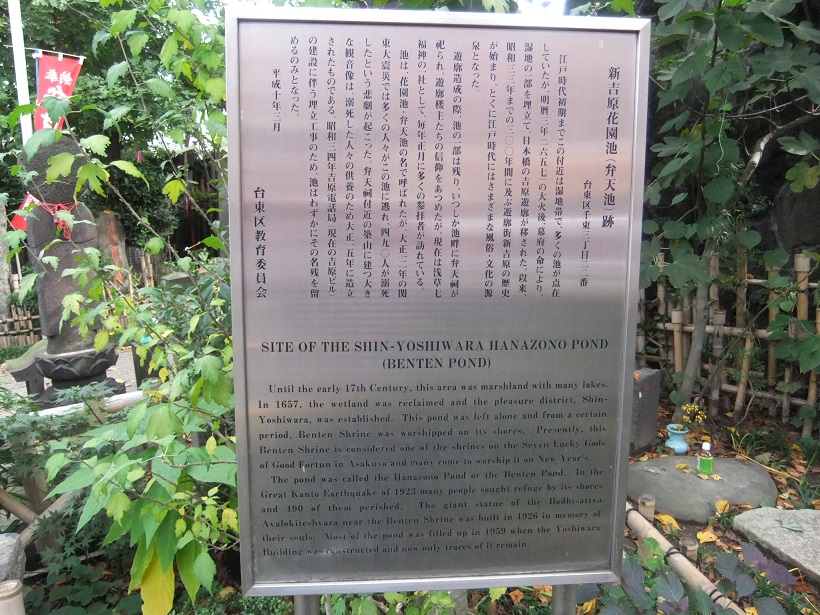 新吉原花園池（弁天池）跡
台東区千束三丁目二二番
江戸時代初期までこの付近は湿地帯で、多くの池が点在
していたが、明暦三年（一六五七）の大火後、幕府の命により、
湿地の一部を埋立て、日本橋の吉原遊廓が移された。以来、
昭和三三年までの三〇〇年間に及ぶ遊廓街新吉原の歴史
が始まり、とくに江戸時代にはさまざまな風俗・文化の源
泉となった。
遊廓造成の際、池の一部は残り、いつしか池畔に弁天祠が
祀られ、遊廓楼主たちの信仰をあつめたが、現在は浅草七
福神の一社として、毎年正月に多くの参拝者が訪れている。
池は、花園池・弁天池の名で呼ばれたが、大正一二年の関
東大震災では多くの人々がこの池に逃れ、四九〇人が溺死
したという悲劇が起こった。弁天祠付近の築山に建つ大き
な観音像は、溺死した人々の供養のため大正一五年に造立
されたものである。昭和三四年吉原電話局（現在の吉原ビル）
の建設に伴う埋立工事のため、池はわずかにその名残を留
めるのみとなった。
平成十年三月
台東区教育委員会
SITE OF THE SHIN-YOSHIWARA HANAZONO POND
(BENTEN POND)
Until the early 17th Century, this area was marshland with many lakes.
In 1657, the wetland was reclaimed and the pleasure district, Shin-
Yoshiwara, was established. This pond was left alone and from a certain
period, Benten Shrine was worshipped on its shores. Presently, this
Benten Shrine is considered one of the shrines on the Seven Lucky Gods
of Good Fortun in Asakusa and many come to worship it on New Year's.
The pond was called the Hanazono Pond or the Benten Pond. In the
Great Kanto Earthquake of 1923 many people sought refuge by its shores
and 490 of them perished. The giant statue of the Bodhi-attva
Avalokiteshvara near the Benten Shrine was built in 1926 in memory of
their souls. Most of the pond was filled up in 1959 when the Yoshiwara
Building was constructed and now only traces of it remain.